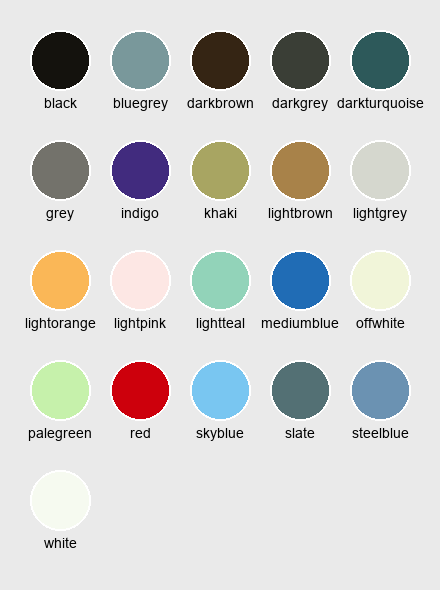 black bluegrey darkbrown darkgrey darkturquoise
grey indigo khaki lightbrown lightgrey
lightorange lightpink lightteal mediumblue offwhite
palegreen red skyblue slate steelblue
white